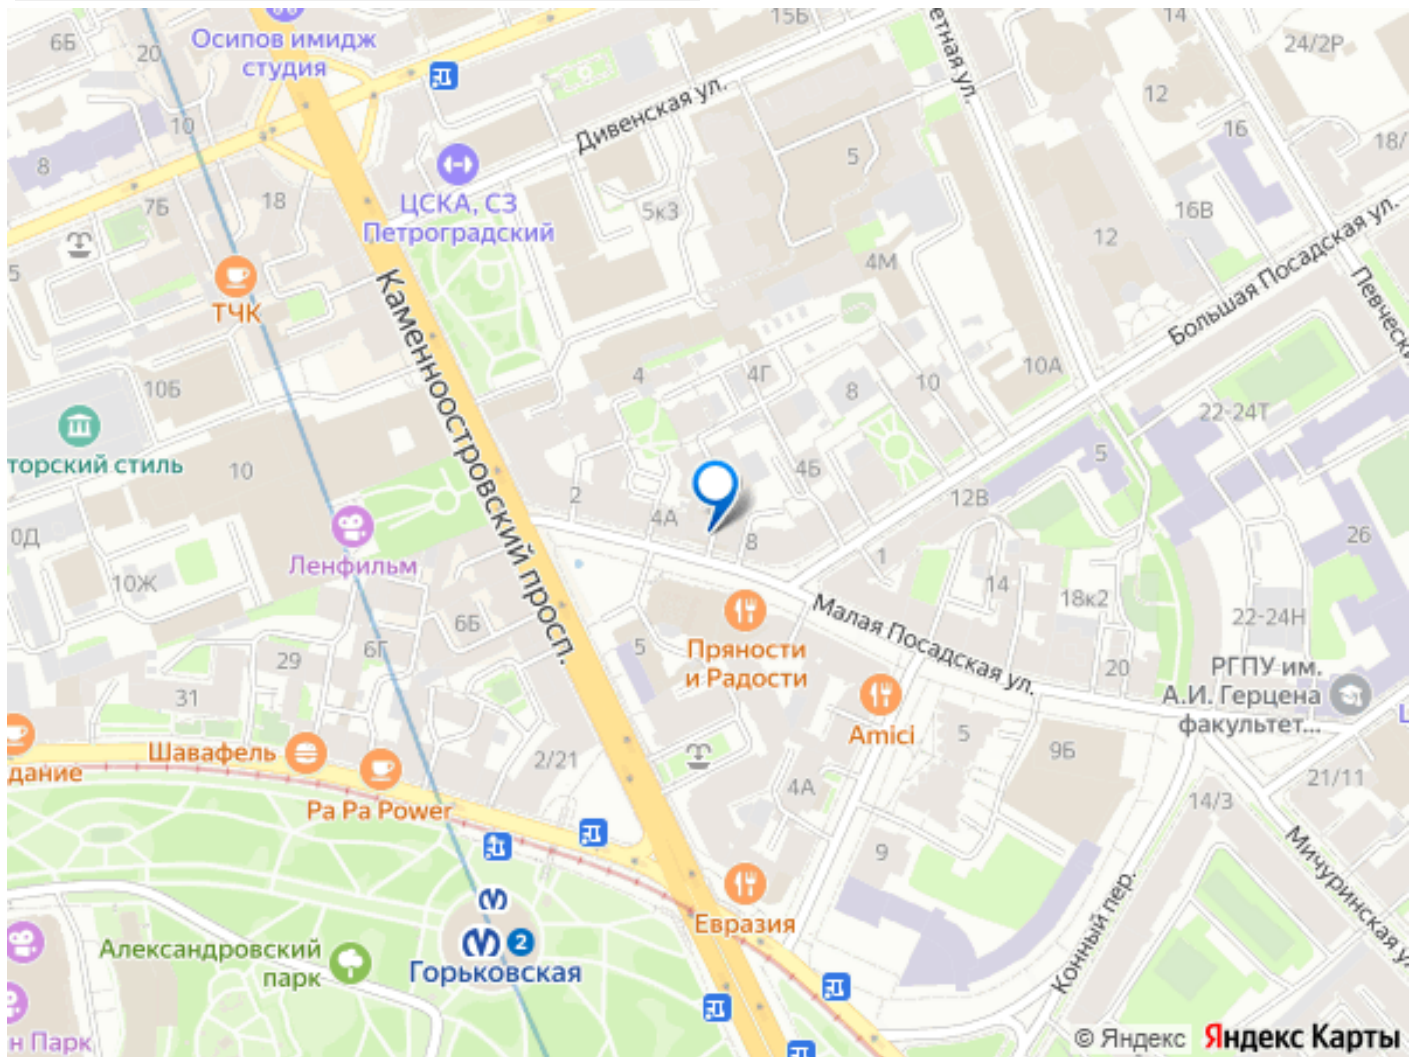 6Б
20
Осипов имидж
студия
15Б
14
24/2Р
10
Дивенская ул.
12
16
18/
8
5
7Б
18
ЦСКА, СЗ
Петроградский
5к3
16В
12
4М
5
ТЧК
Каменноостровский просп.
Большая Посадская ул.
10Б
4
4Г
8
10
10А
22-24Т
торский стиль
10
2
4А
4Б
8
12В
5
26
0Д
Ленфильм
10Ж
1
14
18к2
22-24Н
6Б
6Г
29
31
5
Пряности
и Радости
Малая Посадская ул.
20
РГПУ им.
А.И. Герцена
факультет...
Amici
5
9Б
дание
Шавафель
Pa Pa Power
2/21
4А
14/3
21/11
9
Евразия
Конный пер.
Мичуринская
Александровский
парк
2
Горьковская
н Парк
© Яндекс Яндекс Карты